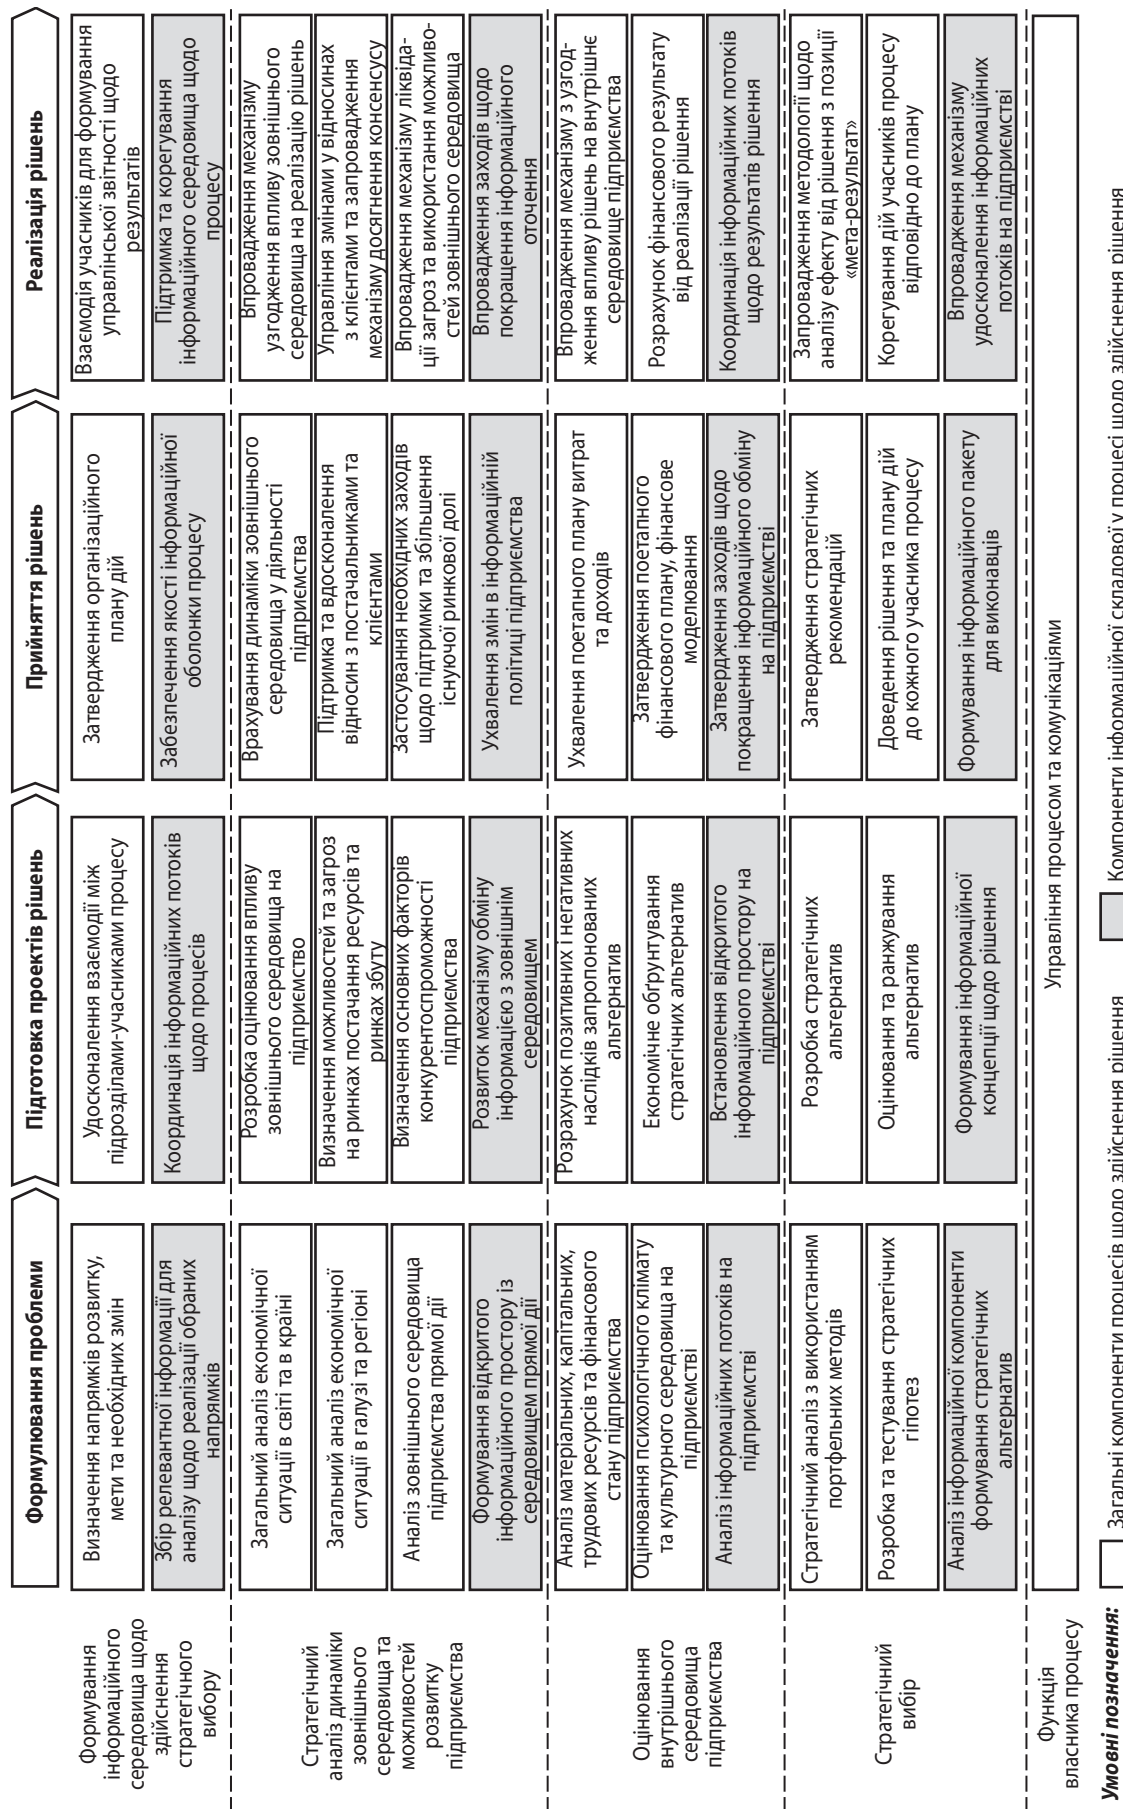 Формулювання проблеми
Підготовка проектів рішень
Прийняття рішень
Реалізація рішень
Формування
інформаційного
середовища щодо
здійснення
стратегічного
вибору
Визначення напрямків розвитку,
мети та необхідних змін
Удосконалення взаємодії між
підрозділами-учасниками процесу
Затвердження організаційного
плану дій
Взаємодія учасників для формування
управлінської звітності щодо
результатів
Збір релевантної інформації для
аналізу щодо реалізації обраних
напрямків
Координація інформаційних потоків
щодо процесів
Забезпечення якості інформаційної
оболонки процесу
Підтримка та корегування
інформаційного середовища щодо
процесу
Стратегічний
аналіз динаміки
зовнішнього
середовища та
можливостей
розвитку
підприємства
Загальний аналіз економічної
ситуації в світі та в країні
Розробка оцінювання впливу
зовнішнього середовища на
підприємство
Врахування динаміки зовнішнього
середовища у діяльності
підприємства
Впровадження механізму
узгодження впливу зовнішнього
середовища на реалізацію рішень
Загальний аналіз економічної
ситуації в галузі та регіоні
Визначення можливостей та загроз
на ринках постачання ресурсів та
ринках збуту
Підтримка та вдосконалення
відносин з постачальниками та
клієнтами
Управління змінами у відносинах
з клієнтами та запровадження
механізму досягнення консенсусу
Аналіз зовнішнього середовища
підприємства прямої дії
Визначення основних факторів
конкурентоспроможності
підприємства
Застосування необхідних заходів
щодо підтримки та збільшення
існуючої ринкової долі
Впровадження механізму ліквіда-
ції загроз та використання можливо-
стей зовнішнього середовища
Формування відкритого
інформаційного простору із
середовищем прямої дії
Розвиток механізму обміну
інформацією з зовнішнім
середовищем
Ухвалення змін в інформаційній
політиці підприємства
Впровадження заходів щодо
покращення інформаційного
оточення
Оцінювання
внутрішнього
середовища
підприємства
Аналіз матеріальних, капітальних,
трудових ресурсів та фінансового
стану підприємства
Розрахунок позитивних і негативних
наслідків запропонованих
альтернатив
Ухвалення поетапного плану витрат
та доходів
Впровадження механізму з узгод-
ження впливу рішень на внутрішнє
середовище підприємства
Оцінювання психологічного клімату
та культурного середовища на
підприємстві
Економічне обґрунтування
стратегічних альтернатив
Затвердження поетапного
фінансового плану, фінансове
моделювання
Розрахунок фінансового результату
від реалізації рішення
Аналіз інформаційних потоків на
підприємстві
Встановлення відкритого
інформаційного простору на
підприємстві
Затвердження заходів щодо
покращення інформаційного обміну
на підприємстві
Координація інформаційних потоків
щодо результатів рішення
Стратегічний
вибір
Стратегічний аналіз з використанням
портфельних методів
Розробка стратегічних
альтернатив
Затвердження стратегічних
рекомендацій
Запровадження методології щодо
аналізу ефекту від рішення з позиції
«мета-результат»
Розробка та тестування стратегічних
гіпотез
Оцінювання та ранжування
альтернатив
Доведення рішення та плану дій
до кожного учасника процесу
Корегування дій учасників процесу
відповідно до плану
Аналіз інформаційної компоненти
формування стратегічних
альтернатив
Формування інформаційної
концепції щодо рішення
Формування інформаційного пакету
для виконавців
Впровадження механізму
удосконалення інформаційних
потоків на підприємстві
Функція
власника процесу
Управління процесом та комунікаціями
Умовні позначення:
Загальні компоненти процесів щодо здійснення рішення
Компоненти інформаційної складової у процесі щодо здійснення рішення